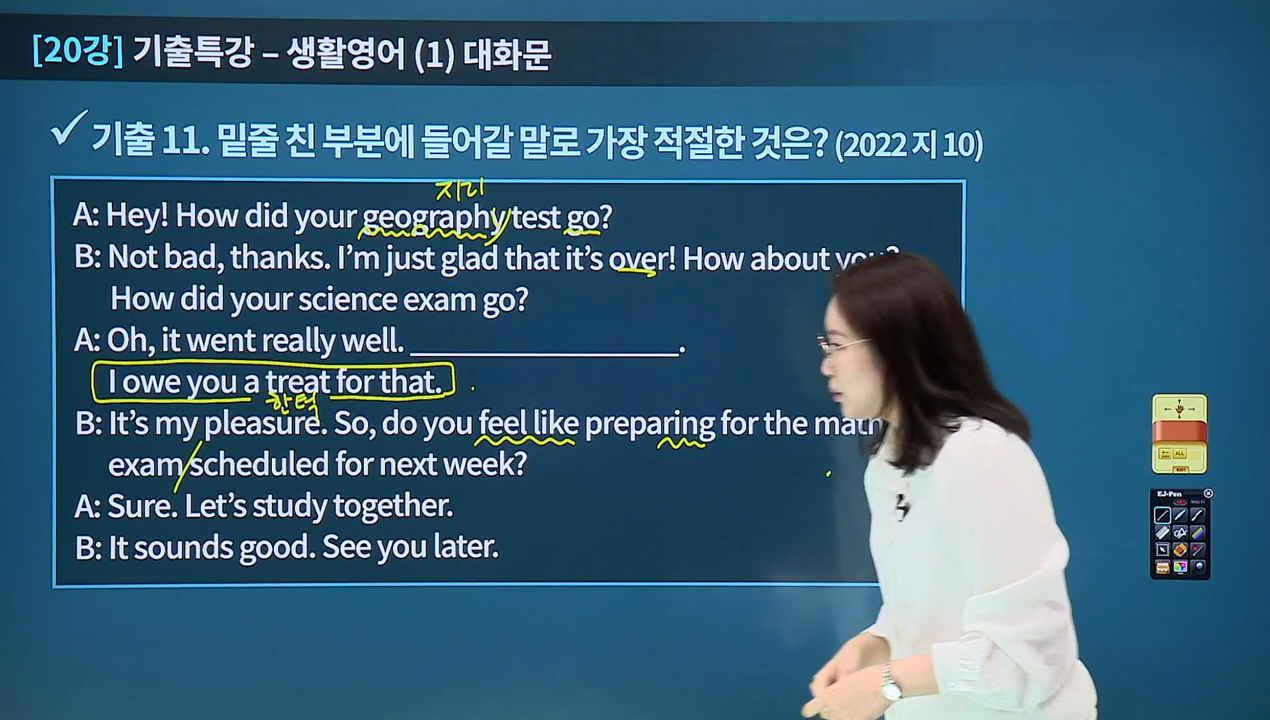 [20강] 기출특강 – 생활영어 (1) 대화문
기출 11. 밑줄 친 부분에 들어갈 말로 가장 적절한 것은? (2022 지 10)
지리
A: Hey! How did your geography test go?
B: Not bad, thanks. I'm just glad that it's over! How about you?
How did your science exam go?
A: Oh, it went really well. ____________________.
I owe you a treat for that.
한턱
B: It's my pleasure. So, do you feel like preparing for the math
exam scheduled for next week?
A: Sure. Let's study together.
B: It sounds good. See you later.
ALL
EXIT
EJ-Pen